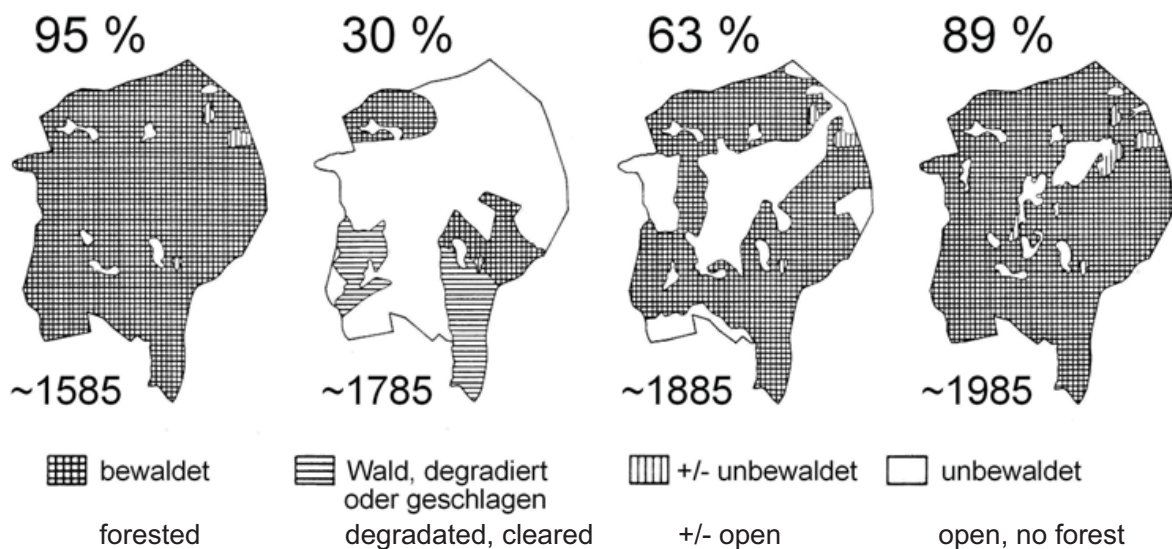 95 % 30 % 63 % 89 %
~1585 ~1785 ~1885 ~1985
bewaldet Wald, degradiert +/- unbewaldet unbewaldet
oder geschlagen
forested degradated, cleared +/- open open, no forest